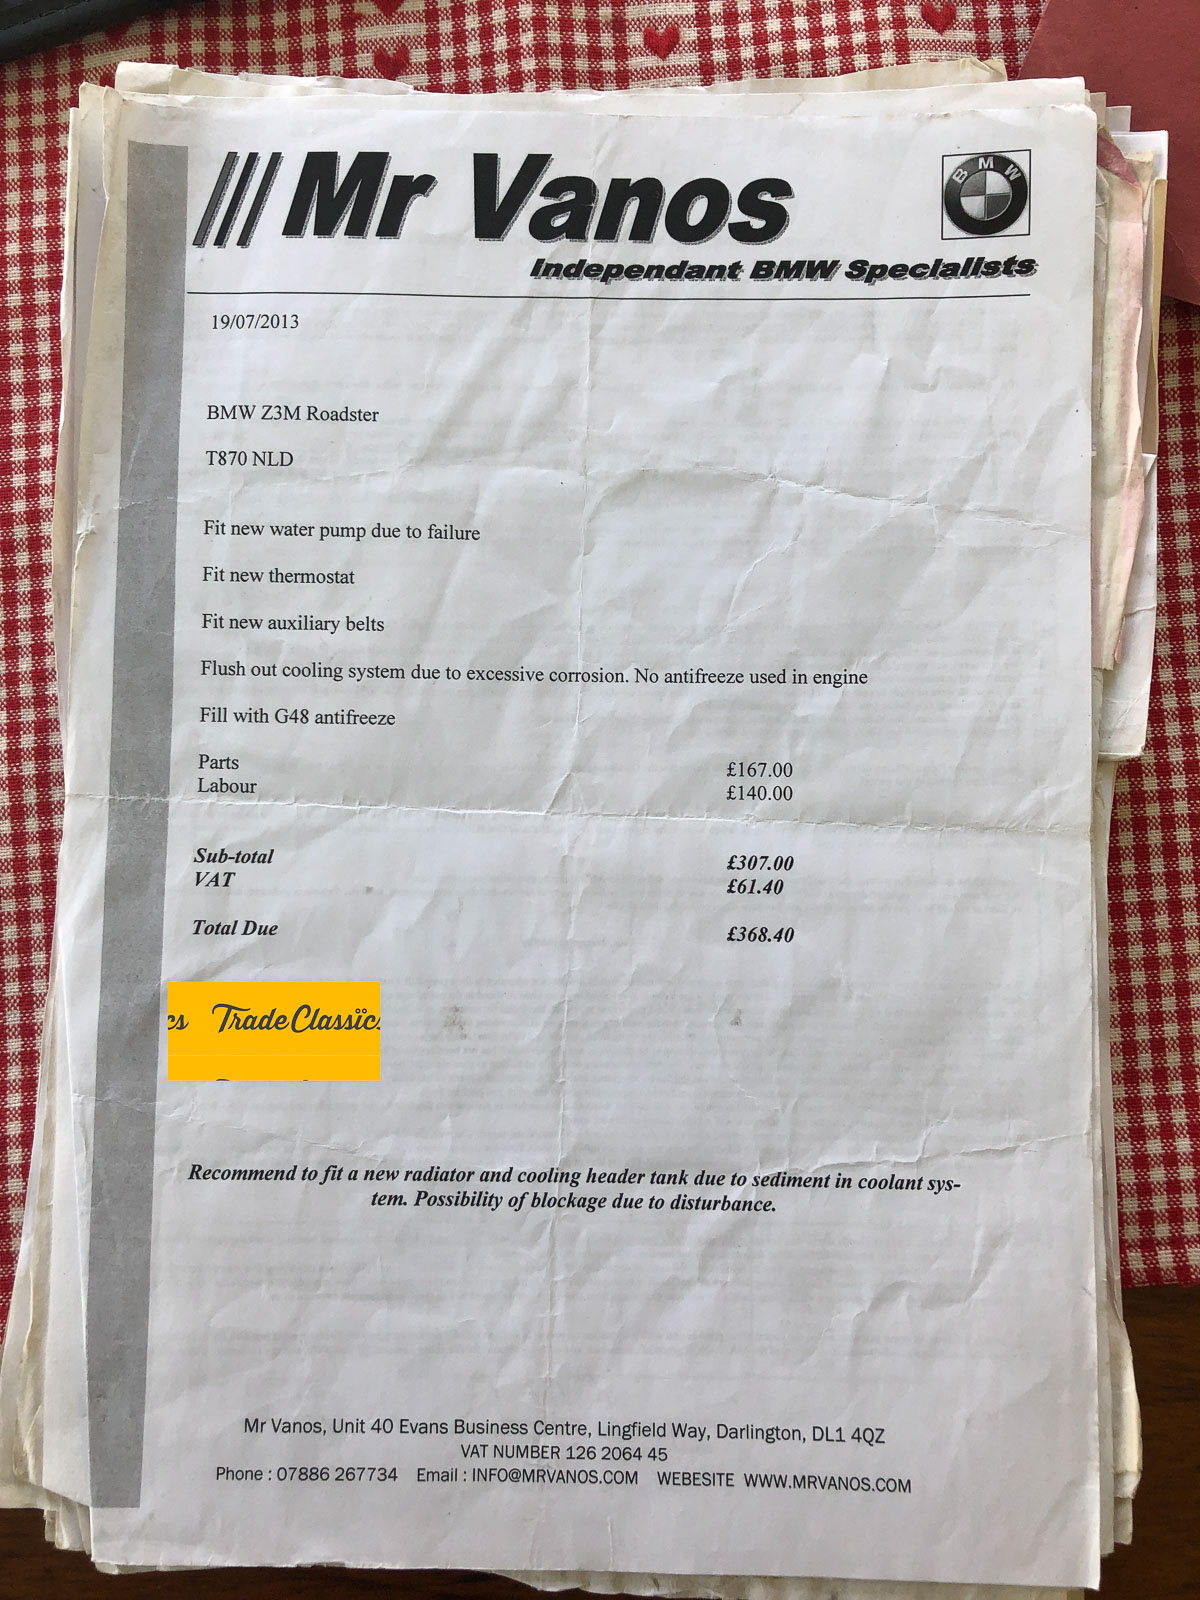 Mr Vanos
BMW
Independant BMW Specialists
19/07/2013
BMW Z3M Roadster
T870 NLD
Fit new water pump due to failure
Fit new thermostat
Fit new auxiliary belts
Flush out cooling system due to excessive corrosion. No antifreeze used in engine
Fill with G48 antifreeze
Parts £167.00
Labour £140.00
Sub-total £307.00
VAT £61.40
Total Due £368.40
cs TradeClassics
Recommend to fit a new radiator and cooling header tank due to sediment in coolant sys-
tem. Possibility of blockage due to disturbance.
Mr Vanos, Unit 40 Evans Business Centre, Lingfield Way, Darlington, DL1 4QZ
VAT NUMBER 126 2064 45
Phone : 07886 267734 Email : INFO@MRVANOS.COM WEBESITE WWW.MRVANOS.COM